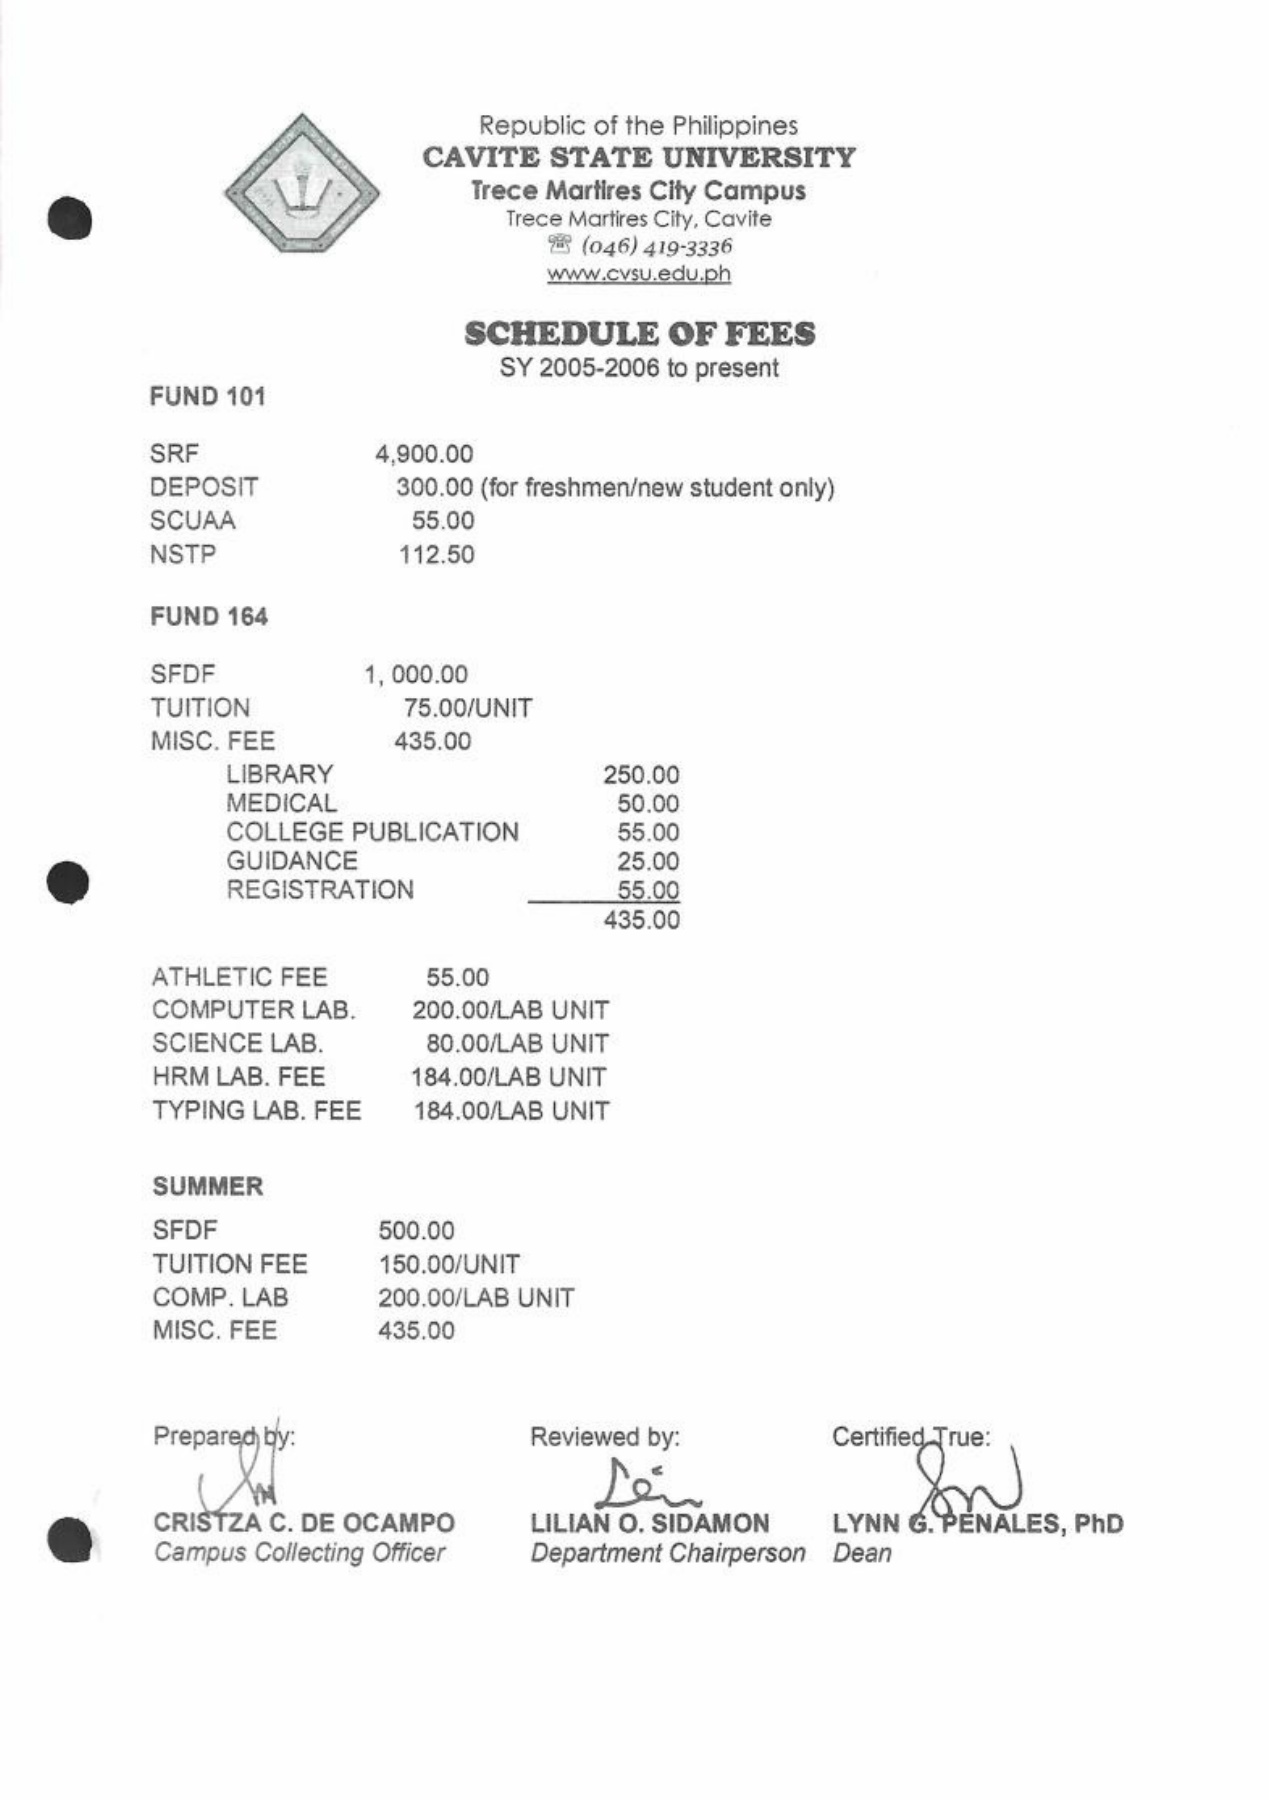 Republic of the Philippines
CAVITE STATE UNIVERSITY
Trece Martires City Campus
Trece Martires City, Cavite
☎ (046) 419-3336
www.cvsu.edu.ph
SCHEDULE OF FEES
SY 2005-2006 to present
FUND 101
SRF 4,900.00
DEPOSIT 300.00 (for freshmen/new student only)
SCUAA 55.00
NSTP 112.50
FUND 164
SFDF 1, 000.00
TUITION 75.00/UNIT
MISC. FEE 435.00
LIBRARY 250.00
MEDICAL 50.00
COLLEGE PUBLICATION 55.00
GUIDANCE 25.00
REGISTRATION 55.00
435.00
ATHLETIC FEE 55.00
COMPUTER LAB. 200.00/LAB UNIT
SCIENCE LAB. 80.00/LAB UNIT
HRM LAB. FEE 184.00/LAB UNIT
TYPING LAB. FEE 184.00/LAB UNIT
SUMMER
SFDF 500.00
TUITION FEE 150.00/UNIT
COMP. LAB 200.00/LAB UNIT
MISC. FEE 435.00
Prepared by: Reviewed by: Certified True:
CRISTZA C. DE OCAMPO LILIAN O. SIDAMON LYNN G. PENALES, PhD
Campus Collecting Officer Department Chairperson Dean